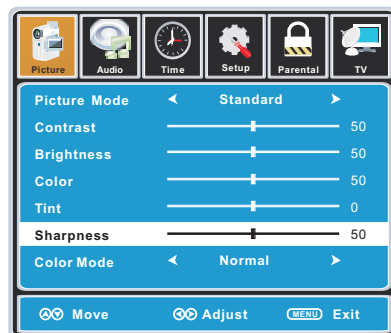 Picture Audio Time Setup Parental TV
Picture Mode Standard
Contrast 50
Brightness 50
Color 50
Tint 0
Sharpness 50
Color Mode Normal
Move Adjust MENU Exit